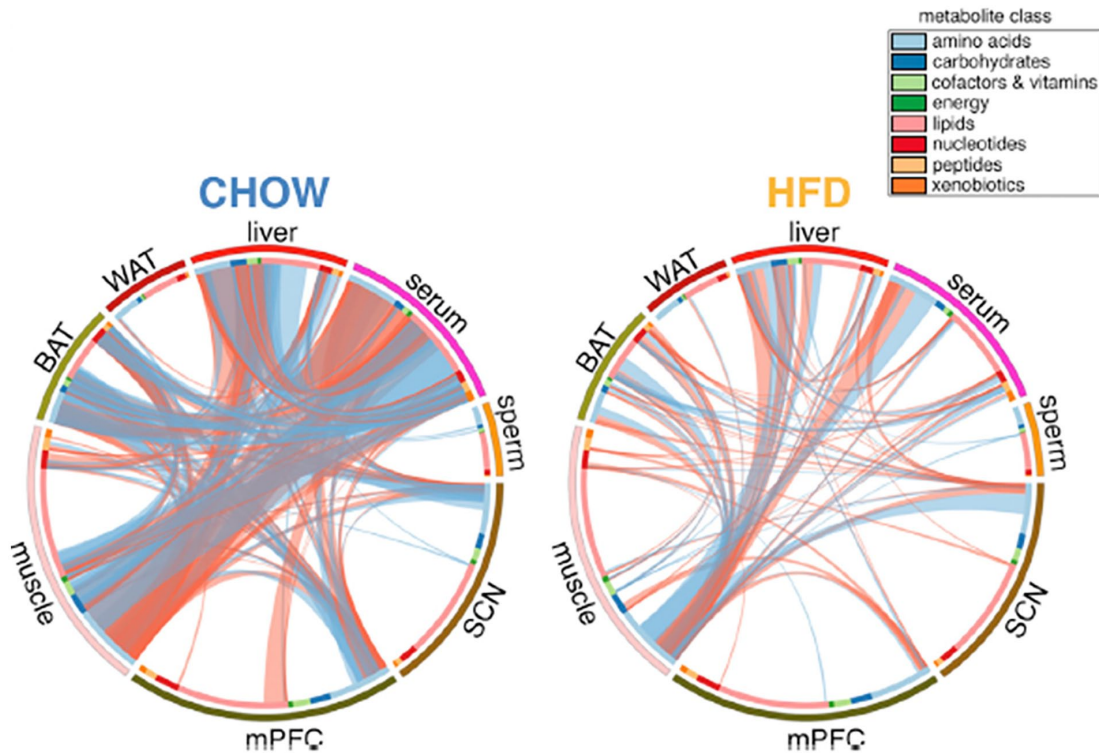 metabolite class
amino acids
carbohydrates
cofactors & vitamins
energy
lipids
nucleotides
peptides
xenobiotics
CHOW
liver
serum
sperm
SCN
mPFC
muscle
BAT
WAT
HFD
liver
serum
sperm
SCN
mPFC
muscle
BAT
WAT